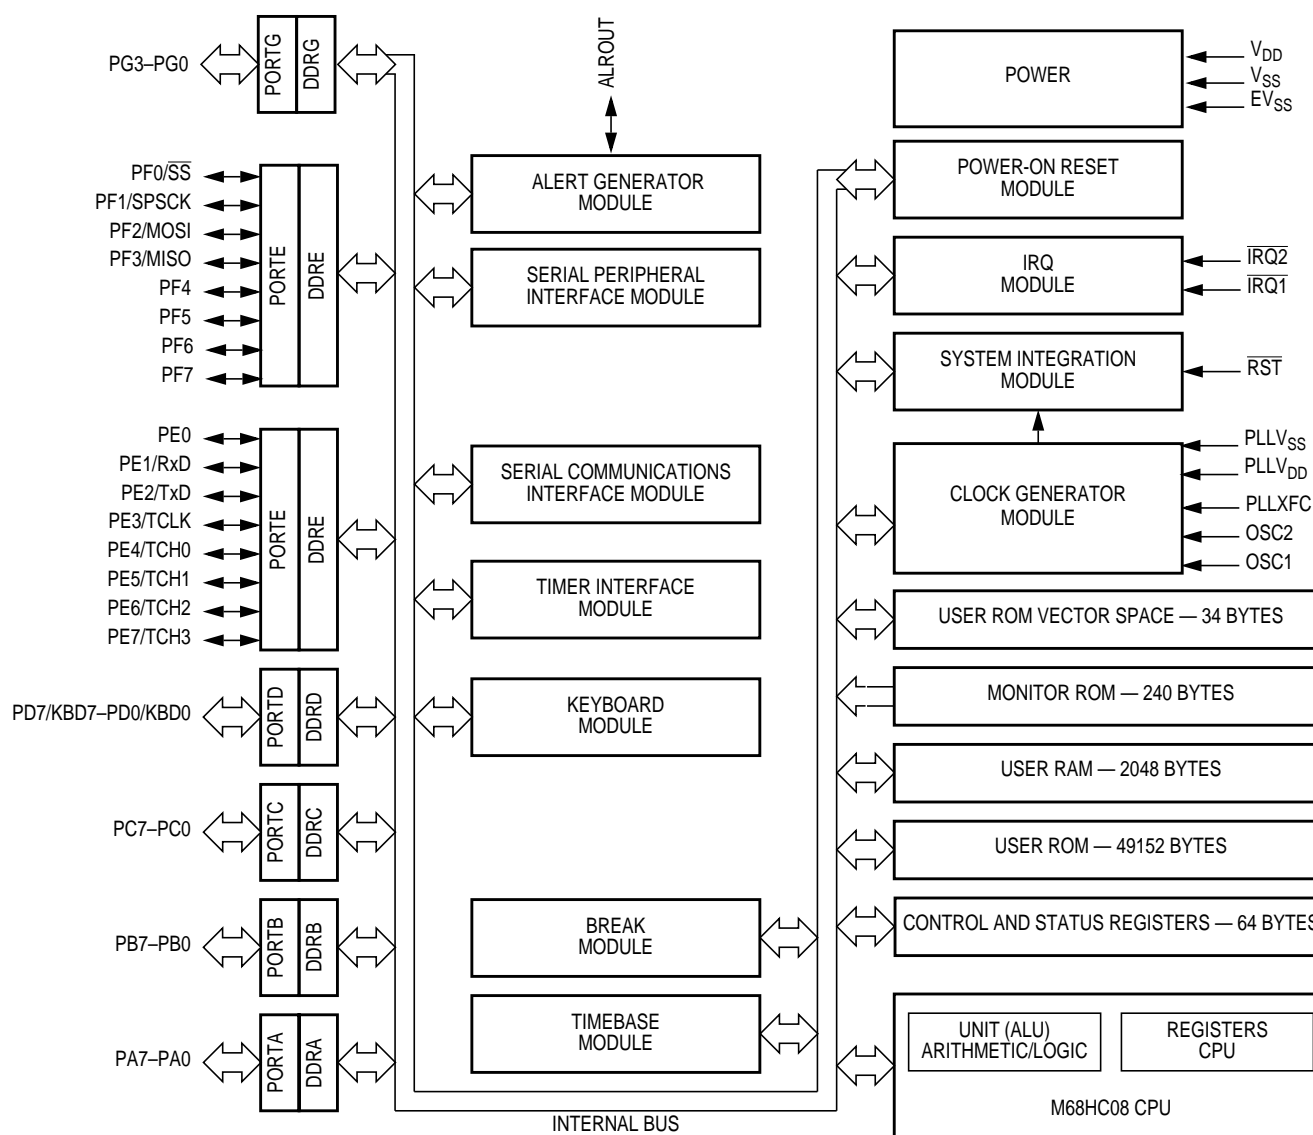 PG3–PG0
PORTG
DDRG
ALROUT
POWER
VDD
VSS
EVSS
PF0/SS
PF1/SPSCK
PF2/MOSI
PF3/MISO
PF4
PF5
PF6
PF7
PORTE
DDRE
ALERT GENERATOR
MODULE
SERIAL PERIPHERAL
INTERFACE MODULE
POWER-ON RESET
MODULE
IRQ
MODULE
IRQ2
IRQ1
SYSTEM INTEGRATION
MODULE
RST
PE0
PE1/RxD
PE2/TxD
PE3/TCLK
PE4/TCH0
PE5/TCH1
PE6/TCH2
PE7/TCH3
PORTE
DDRE
SERIAL COMMUNICATIONS
INTERFACE MODULE
TIMER INTERFACE
MODULE
CLOCK GENERATOR
MODULE
PLLVSS
PLLVDD
PLLXFC
OSC2
OSC1
USER ROM VECTOR SPACE — 34 BYTES
PD7/KBD7–PD0/KBD0
PORTD
DDRD
KEYBOARD
MODULE
MONITOR ROM — 240 BYTES
USER RAM — 2048 BYTES
PC7–PC0
PORTC
DDRC
USER ROM — 49152 BYTES
PB7–PB0
PORTB
DDRB
BREAK
MODULE
CONTROL AND STATUS REGISTERS — 64 BYTES
PA7–PA0
PORTA
DDRA
TIMEBASE
MODULE
UNIT (ALU)
ARITHMETIC/LOGIC
REGISTERS
CPU
M68HC08 CPU
INTERNAL BUS